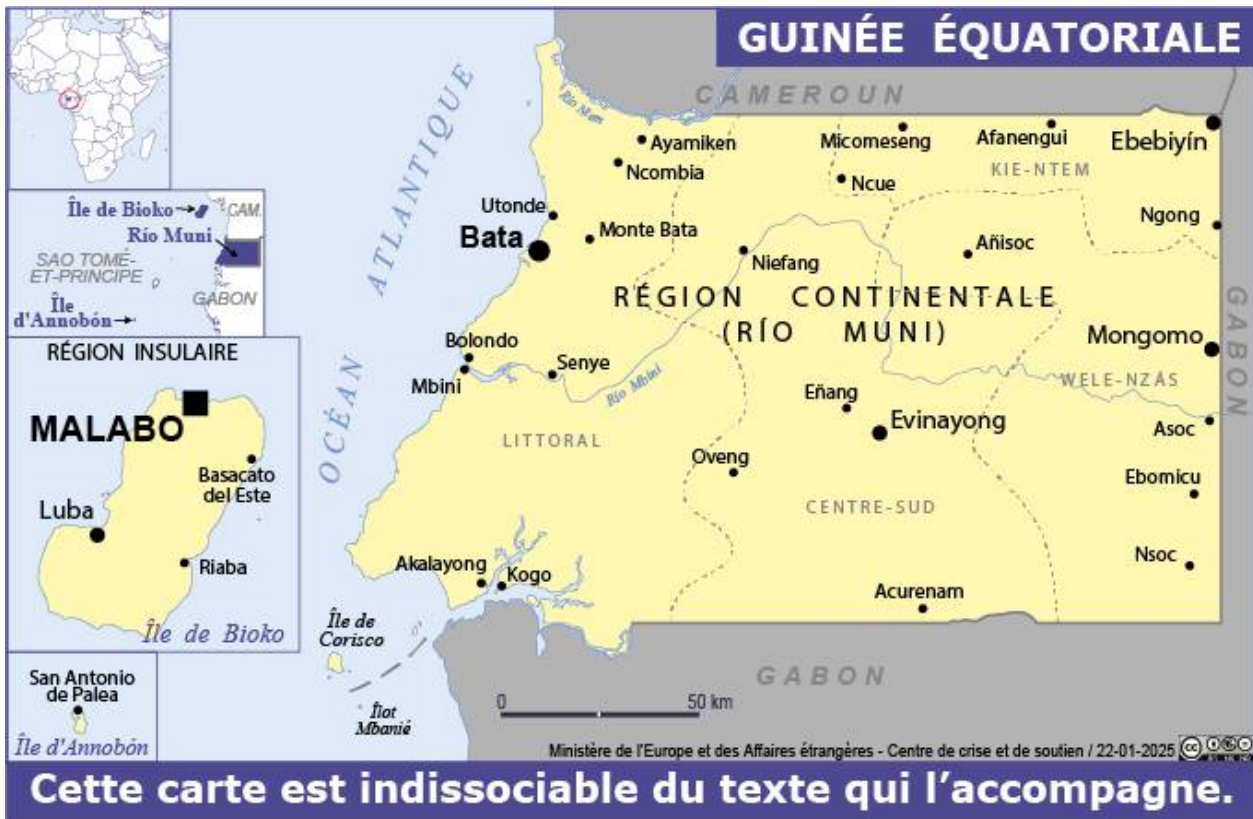 GUINÉE ÉQUATORIALE
CAMEROUN
Río Muni
Ayamiken
Micomeseng
Afanengui
Ebebiyín
Ncombia
Ncue
KIE-NTEM
Île de Bioko
CAM.
Río Muni
SAO TOMÉ-
ET-PRINCIPE
GABON
Île
d'Annobón
OCÉAN ATLANTIQUE
Utonde
Bata
Monte Bata
Niefang
Añisoc
Ngong
RÉGION CONTINENTALE
(RÍO MUNI)
GABON
Mongomo
Bolondo
Mbini
Senye
Río Mbini
WELE-NZÁS
Eñang
Evinayong
Asoc
LITTORAL
Oveng
Ebomicu
CENTRE-SUD
Nsoc
Akalayong
Kogo
Acurenam
RÉGION INSULAIRE
MALABO
Basacato
del Este
Luba
Riaba
Île de Bioko
Île de
Corisco
Îlot
Mbanié
GABON
San Antonio
de Palea
Île d'Annobón
0 50 km
Ministère de l'Europe et des Affaires étrangères - Centre de crise et de soutien / 22-01-2025
Cette carte est indissociable du texte qui l'accompagne.